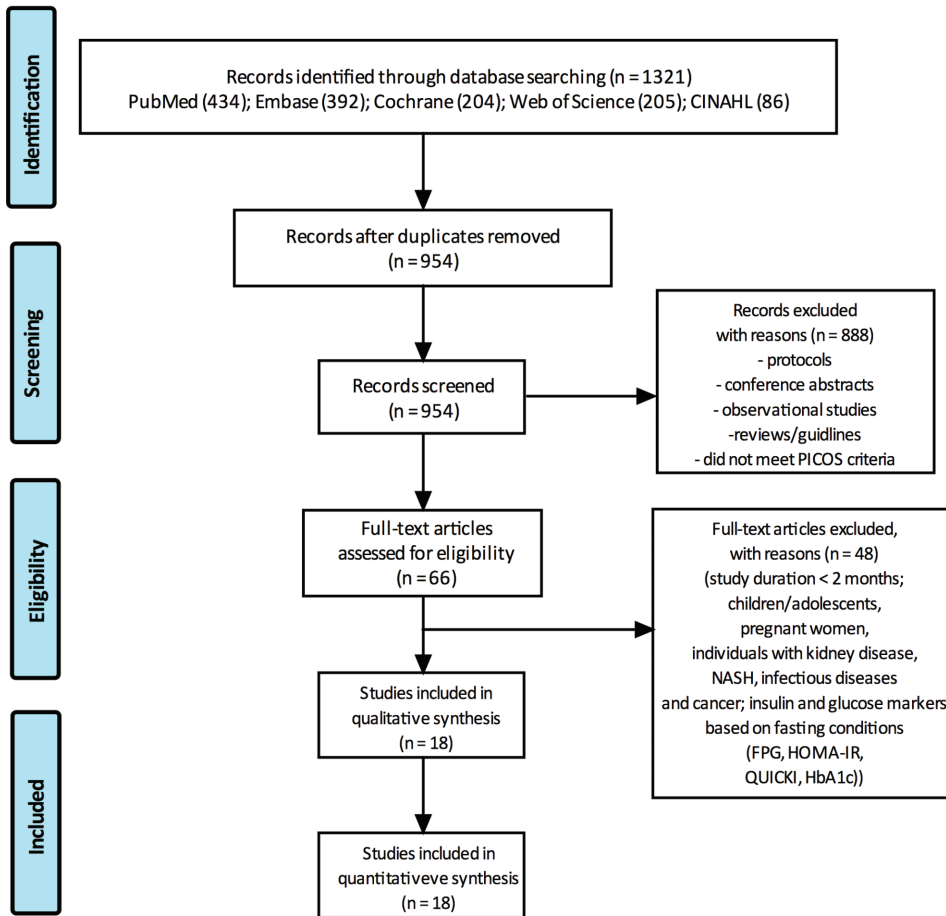 Identification
Records identified through database searching (n = 1321)
PubMed (434); Embase (392); Cochrane (204); Web of Science (205); CINAHL (86)
Records after duplicates removed
(n = 954)
Screening
Records screened
(n = 954)
Records excluded
with reasons (n = 888)
- protocols
- conference abstracts
- observational studies
-reviews/guidlines
- did not meet PICOS criteria
Eligibility
Full-text articles
assessed for eligibility
(n = 66)
Full-text articles excluded,
with reasons (n = 48)
(study duration < 2 months;
children/adolescents,
pregnant women,
individuals with kidney disease,
NASH, infectious diseases
and cancer; insulin and glucose markers
based on fasting conditions
(FPG, HOMA-IR,
QUICKI, HbA1c))
Studies included in
qualitative synthesis
(n = 18)
Included
Studies included in
quantitativeve synthesis
(n = 18)